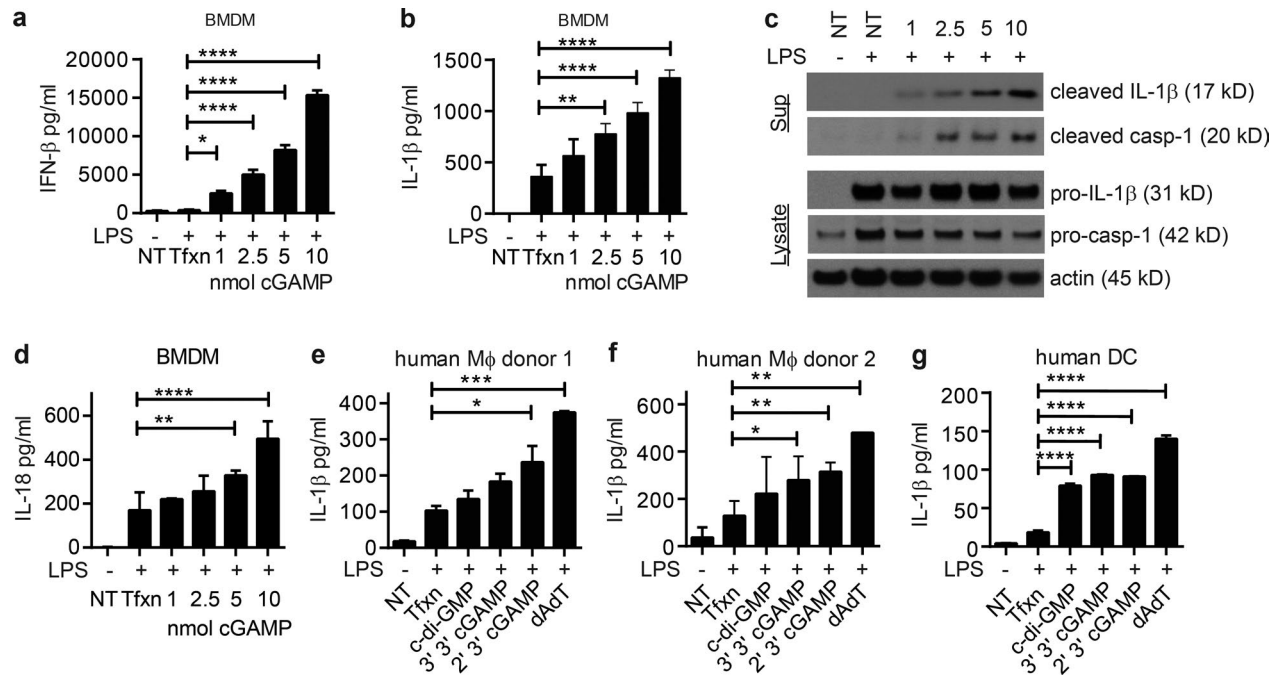 a
BMDM
****
****
****
*
IFN-β pg/ml
20000
15000
10000
5000
0
LPS - + + + + +
NT Tfxn 1 2.5 5 10
nmol cGAMP
b
BMDM
****
****
**
IL-1β pg/ml
1500
1000
500
0
LPS - + + + + +
NT Tfxn 1 2.5 5 10
nmol cGAMP
c
NT NT 1 2.5 5 10
LPS - + + + + +
Sup
cleaved IL-1β (17 kD)
cleaved casp-1 (20 kD)
Lysate
pro-IL-1β (31 kD)
pro-casp-1 (42 kD)
actin (45 kD)
d
BMDM
****
**
IL-18 pg/ml
600
400
200
0
LPS - + + + + +
NT Tfxn 1 2.5 5 10
nmol cGAMP
e
human Mϕ donor 1
***
*
IL-1β pg/ml
400
300
200
100
0
LPS - + + + + +
NT
Tfxn
c-di-GMP
3' 3' cGAMP
2' 3' cGAMP
dAdT
f
human Mϕ donor 2
**
**
*
IL-1β pg/ml
600
400
200
0
LPS - + + + + +
NT
Tfxn
c-di-GMP
3' 3' cGAMP
2' 3' cGAMP
dAdT
g
human DC
****
****
****
****
IL-1β pg/ml
200
150
100
50
0
LPS - + + + + +
NT
Tfxn
c-di-GMP
3' 3' cGAMP
2' 3' cGAMP
dAdT